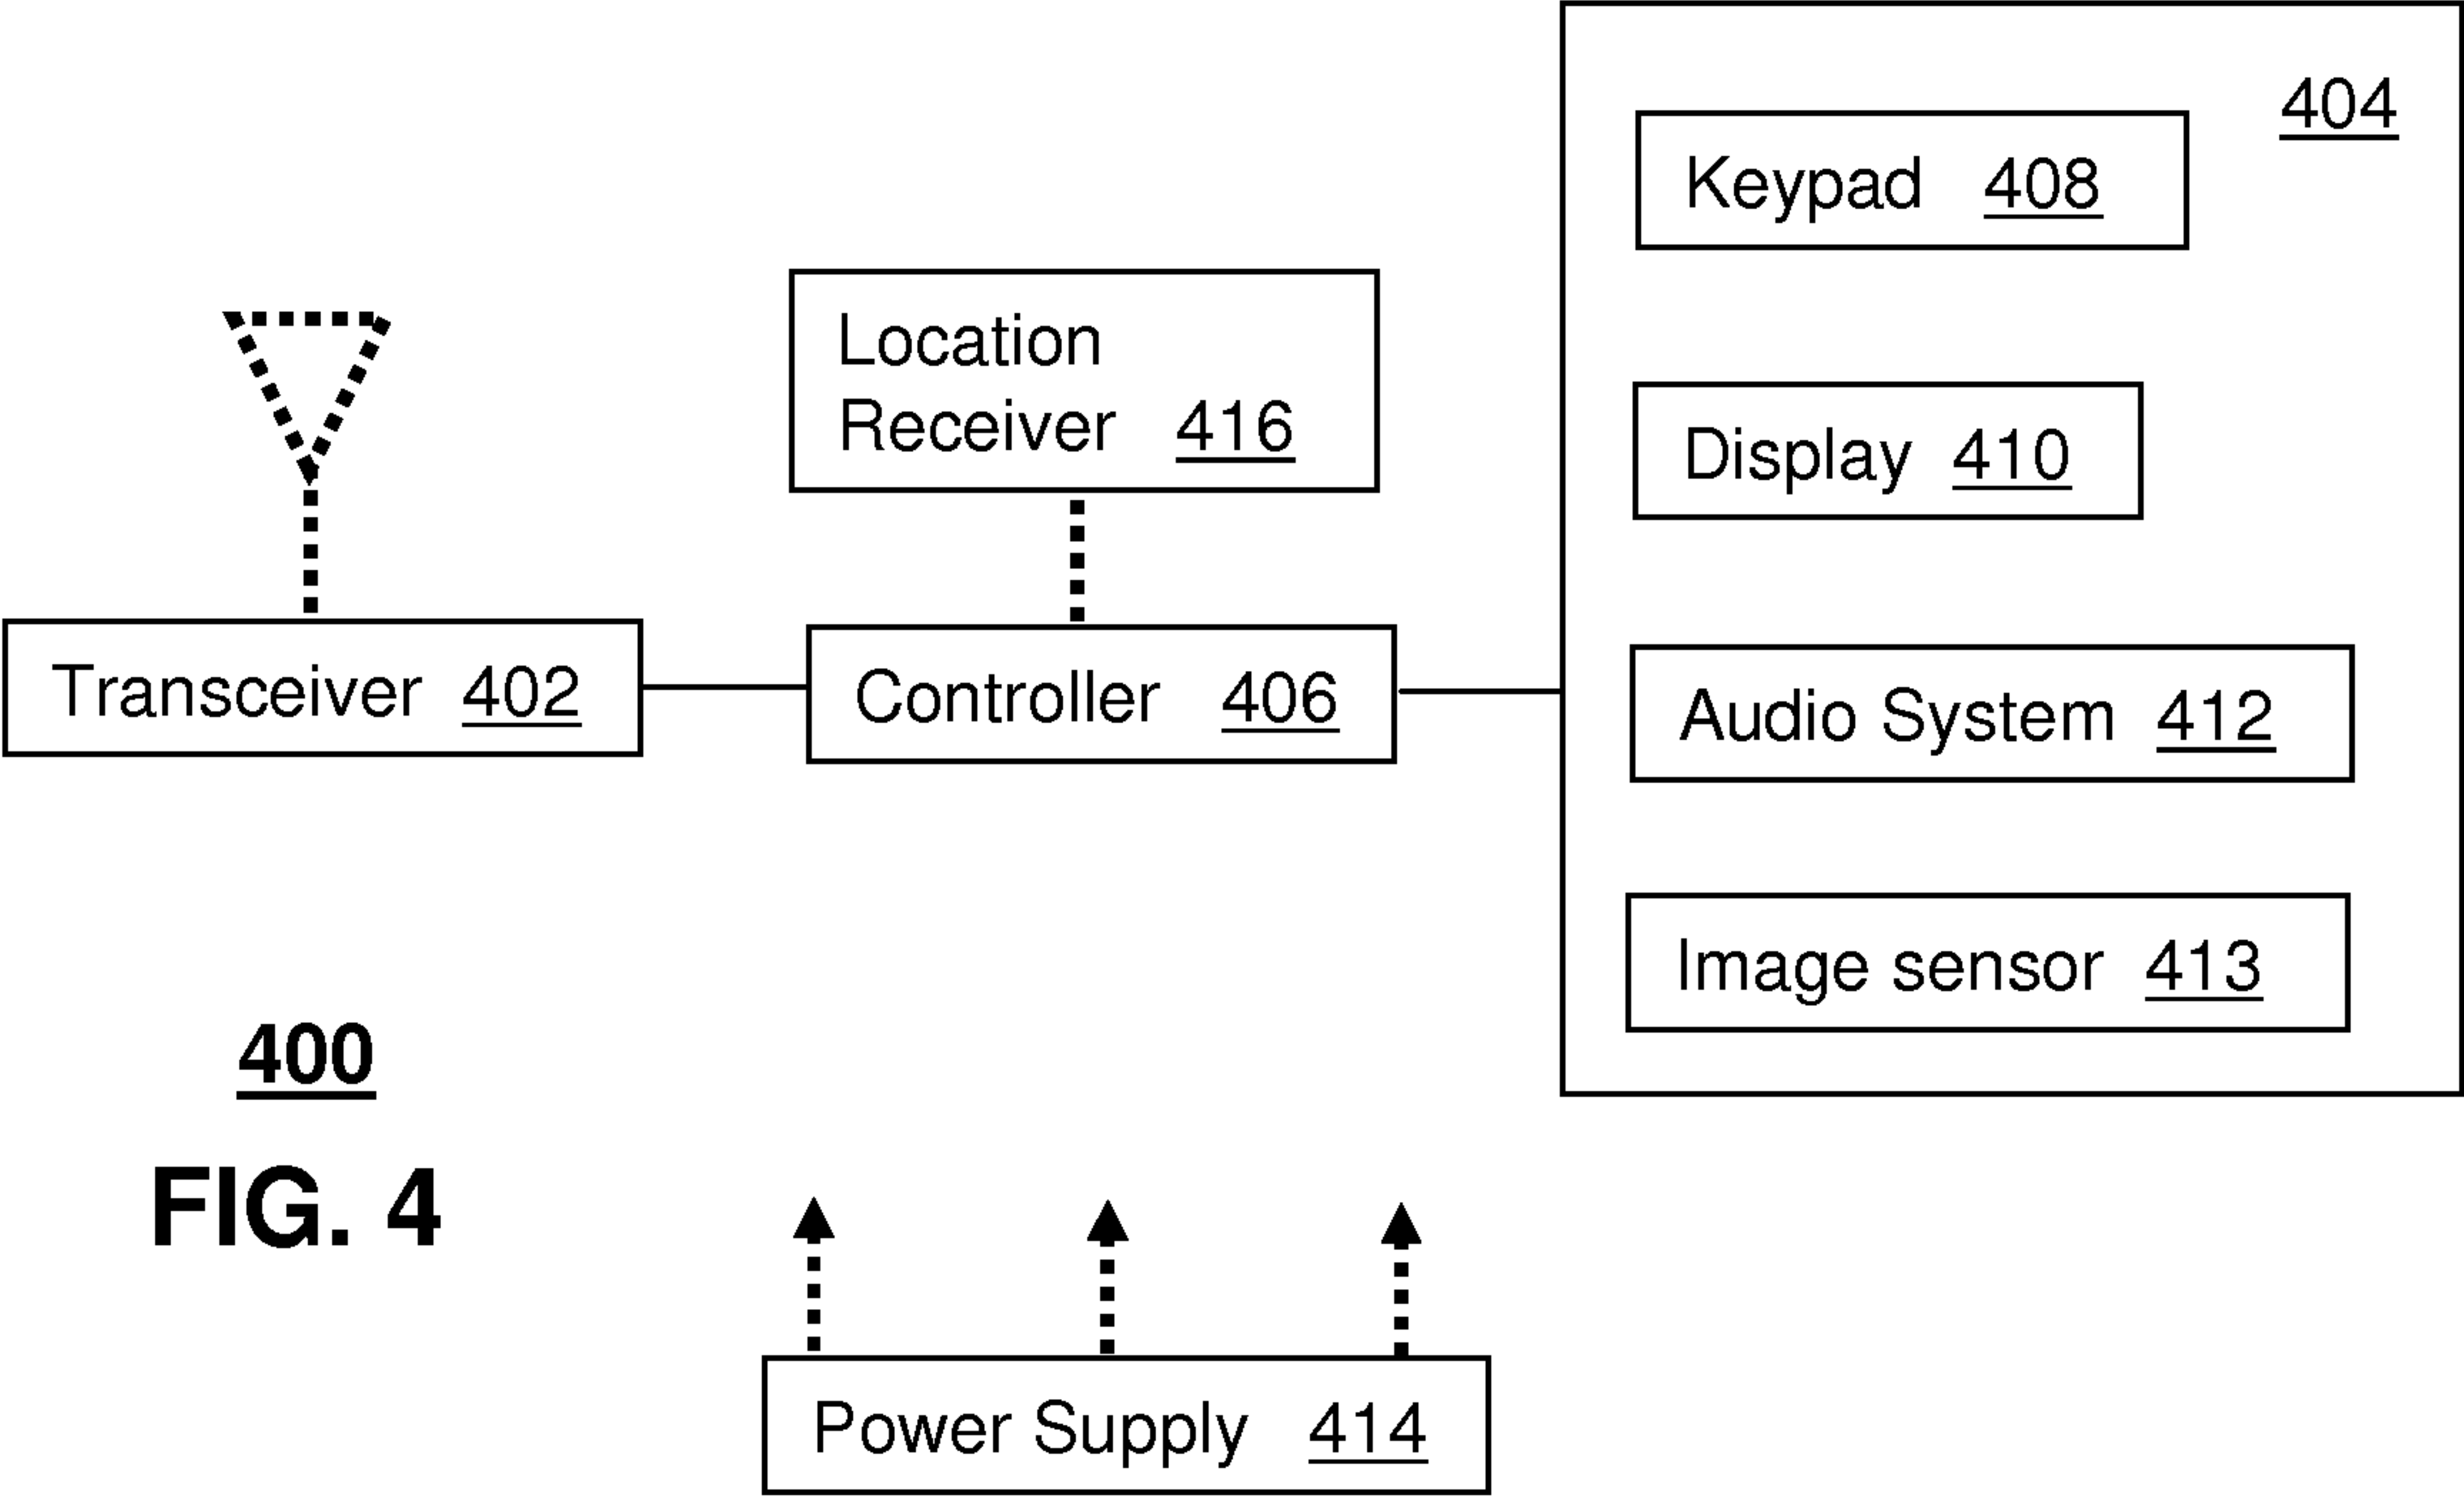 404
Keypad 408
Location
Receiver 416
Display 410
Transceiver 402
Controller 406
Audio System 412
Image sensor 413
400
FIG. 4
Power Supply 414